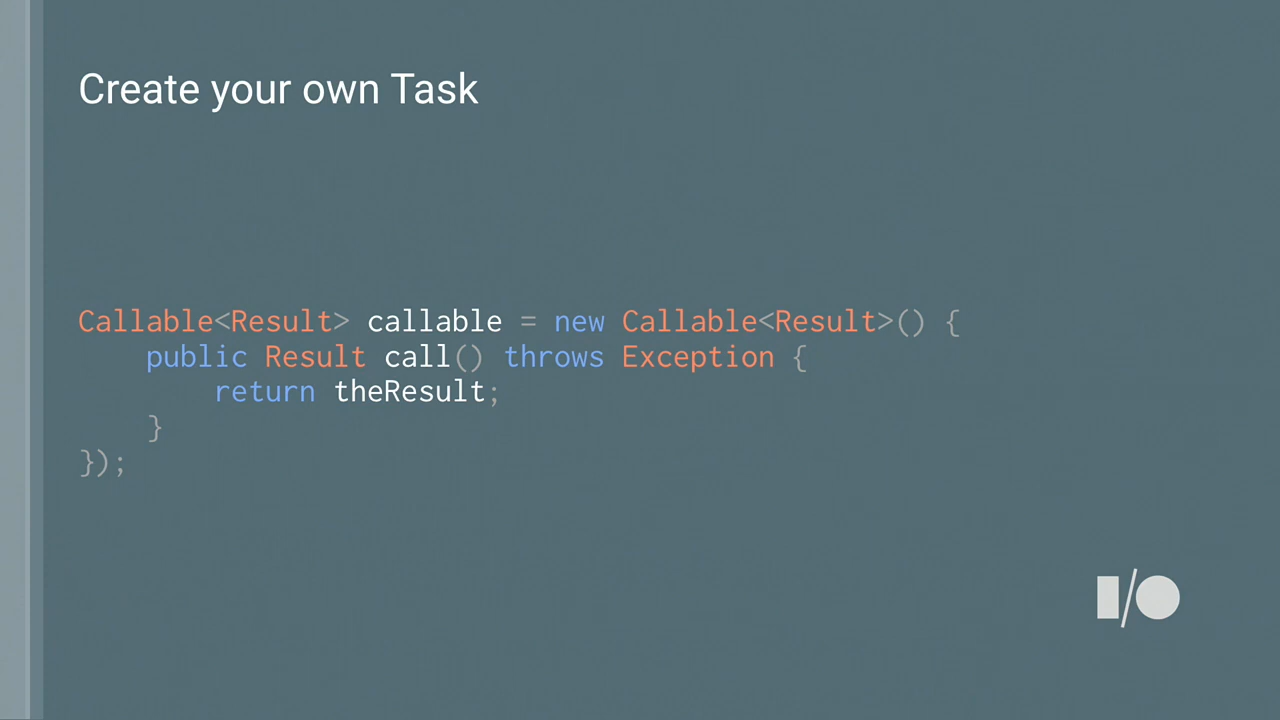 Create your own Task
Callable<Result> callable = new Callable<Result>() {
    public Result call() throws Exception {
        return theResult;
    }
});
I/O